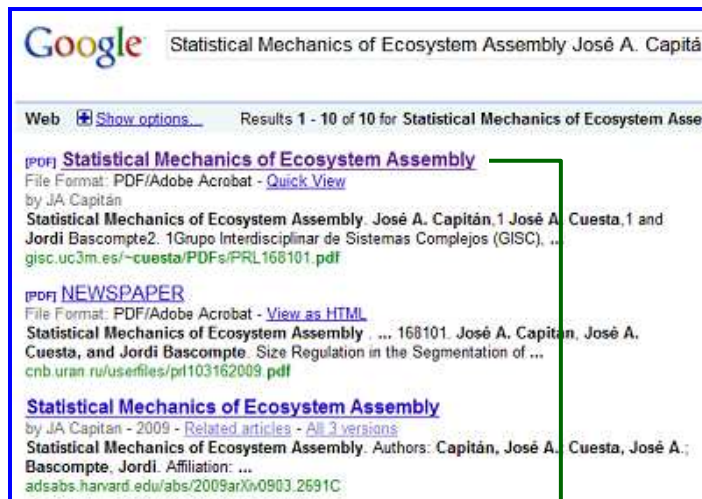 Google Statistical Mechanics of Ecosystem Assembly José A. Capitá
Web Show options... Results 1 - 10 of 10 for Statistical Mechanics of Ecosystem Asse
[PDF] Statistical Mechanics of Ecosystem Assembly
File Format: PDF/Adobe Acrobat - Quick View
by JA Capitán
Statistical Mechanics of Ecosystem Assembly. José A. Capitán,1 José A. Cuesta,1 and
Jordi Bascompte2. 1Grupo Interdisciplinar de Sistemas Complejos (GISC), ...
gisc.uc3m.es/~cuesta/PDFs/PRL168101.pdf
[PDF] NEWSPAPER
File Format: PDF/Adobe Acrobat - View as HTML
Statistical Mechanics of Ecosystem Assembly . ... 168101. José A. Capitán, José A.
Cuesta, and Jordi Bascompte. Size Regulation in the Segmentation of ...
cnb.uran.ru/userfiles/prl103162009.pdf
Statistical Mechanics of Ecosystem Assembly
by JA Capitan - 2009 - Related articles - All 3 versions
Statistical Mechanics of Ecosystem Assembly. Authors: Capitán, José A.; Cuesta, José A.;
Bascompte, Jordi. Affiliation: ...
adsabs.harvard.edu/abs/2009arXiv0903.2691C